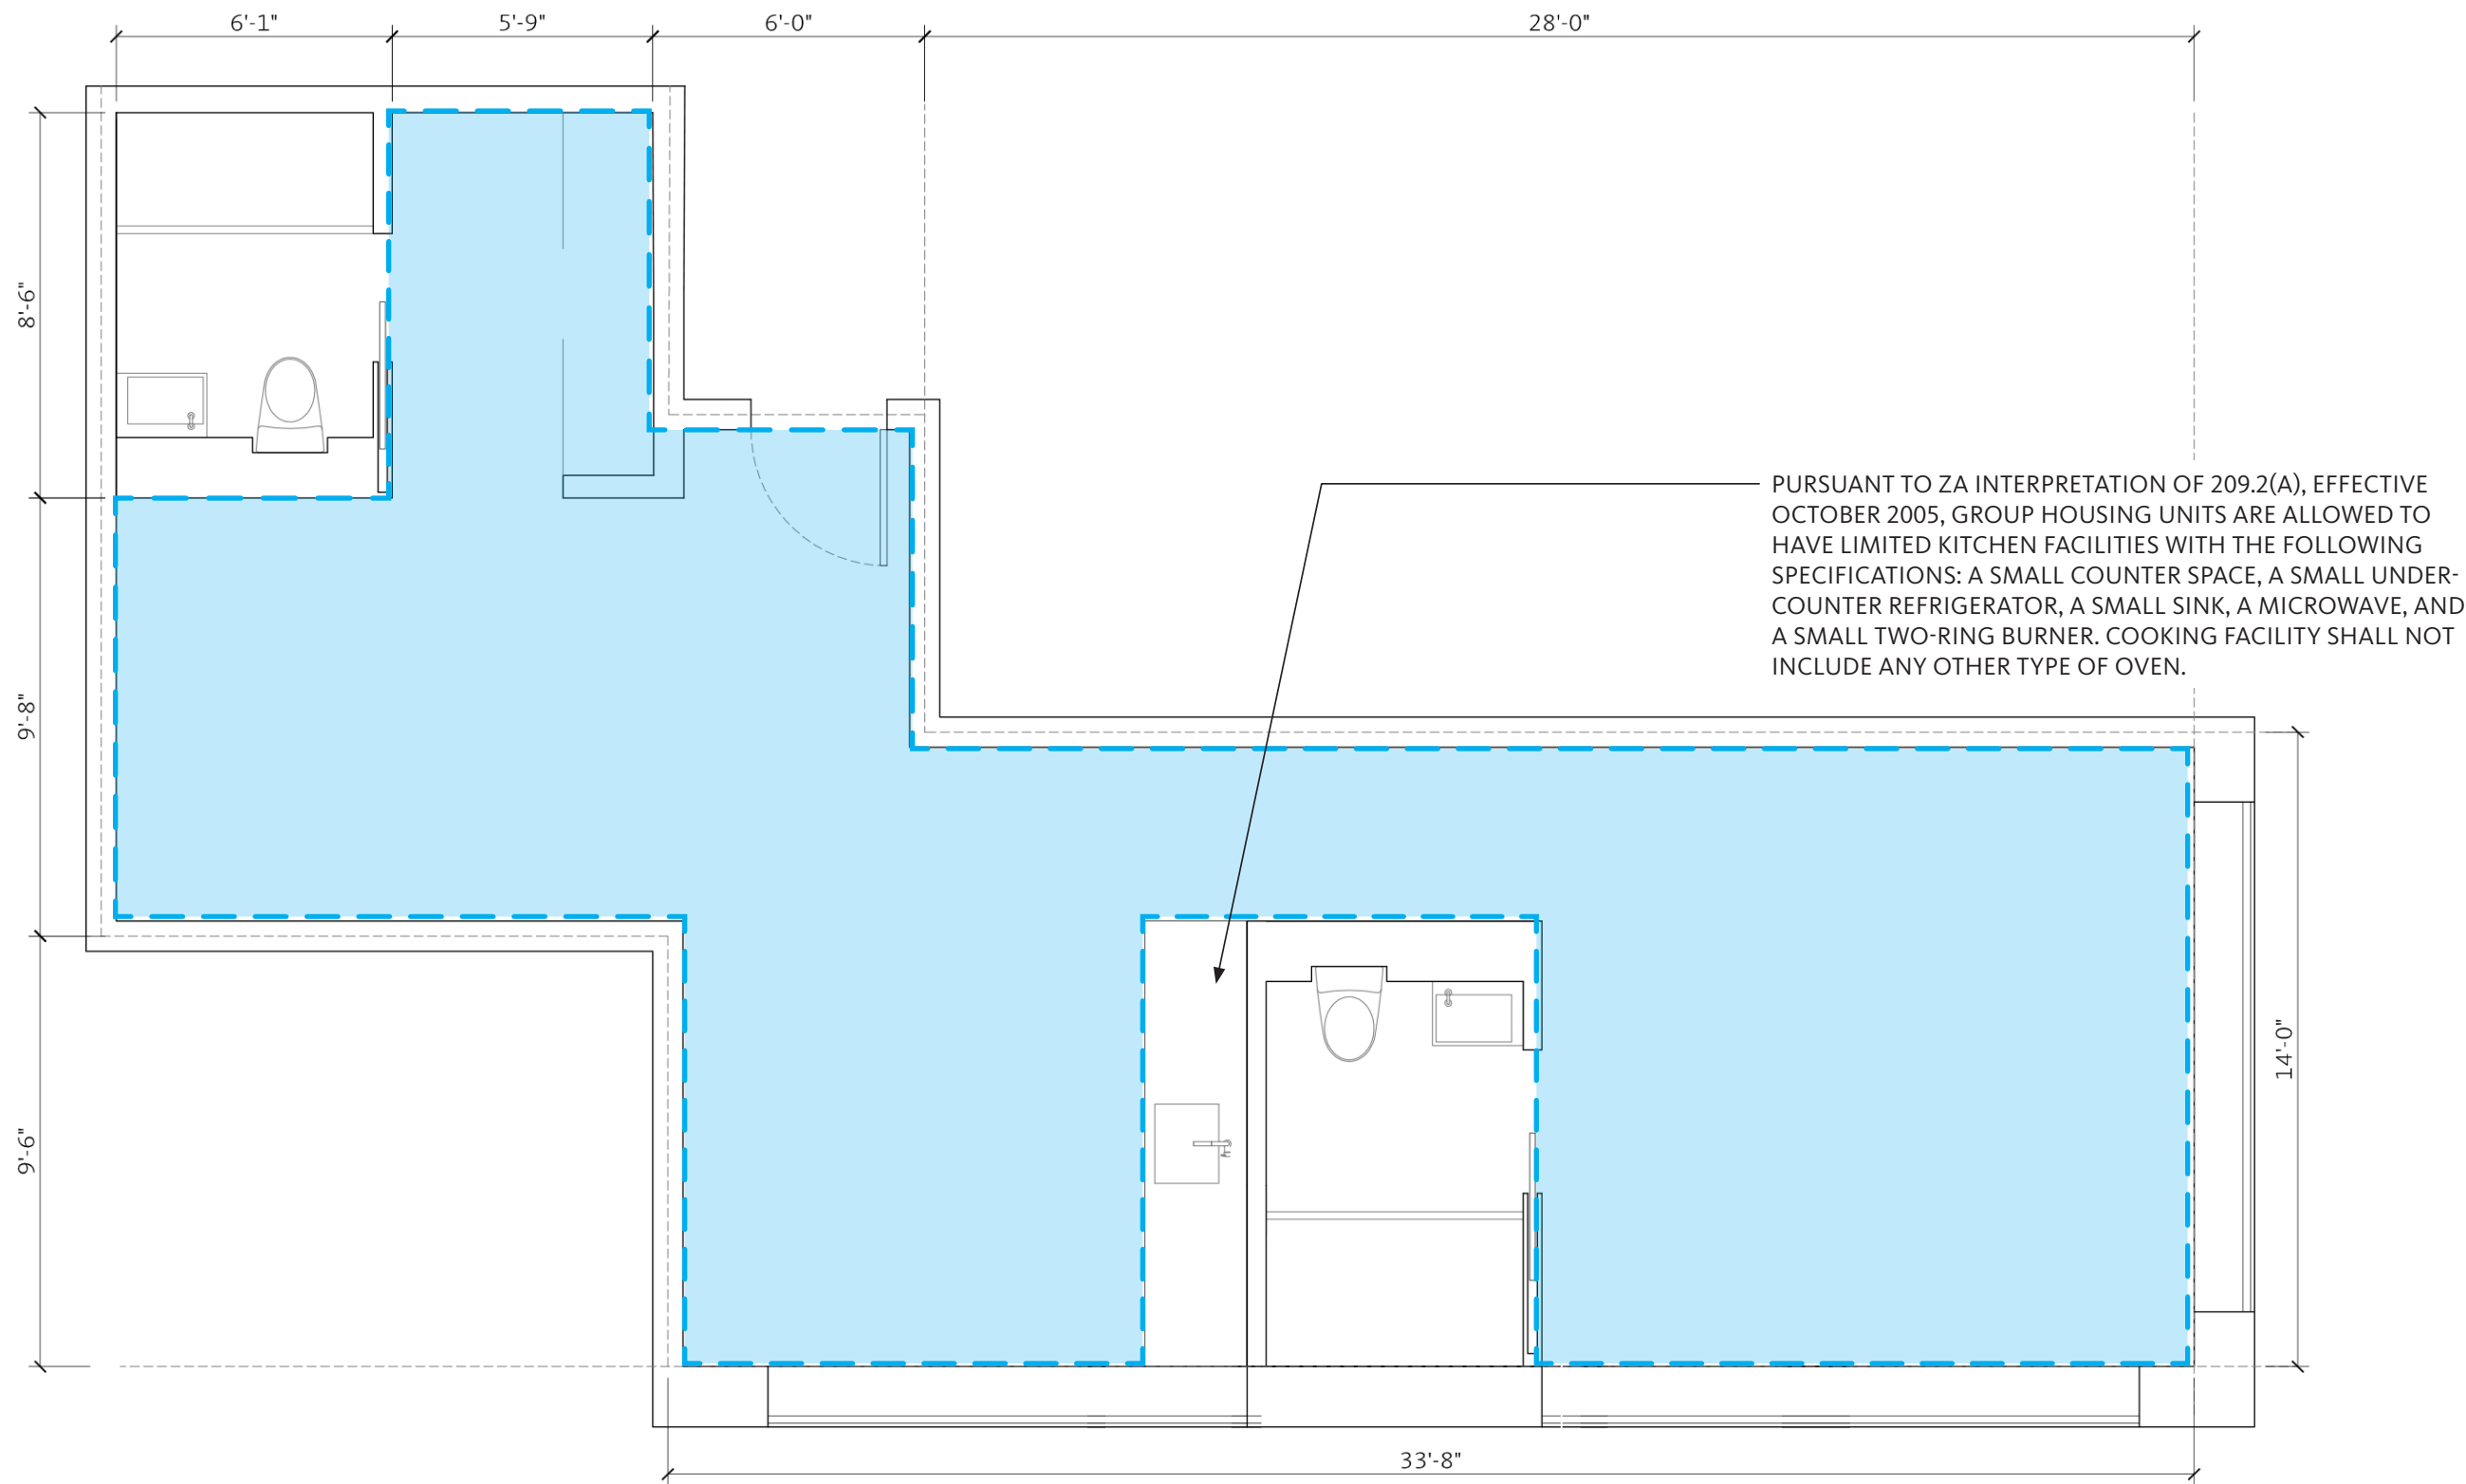 6'-1"
5'-9"
6'-0"
28'-0"
8'-6"
9'-8"
9'-6"
PURSUANT TO ZA INTERPRETATION OF 209.2(A), EFFECTIVE
OCTOBER 2005, GROUP HOUSING UNITS ARE ALLOWED TO
HAVE LIMITED KITCHEN FACILITIES WITH THE FOLLOWING
SPECIFICATIONS: A SMALL COUNTER SPACE, A SMALL UNDER-
COUNTER REFRIGERATOR, A SMALL SINK, A MICROWAVE, AND
A SMALL TWO-RING BURNER. COOKING FACILITY SHALL NOT
INCLUDE ANY OTHER TYPE OF OVEN.
14'-0"
33'-8"